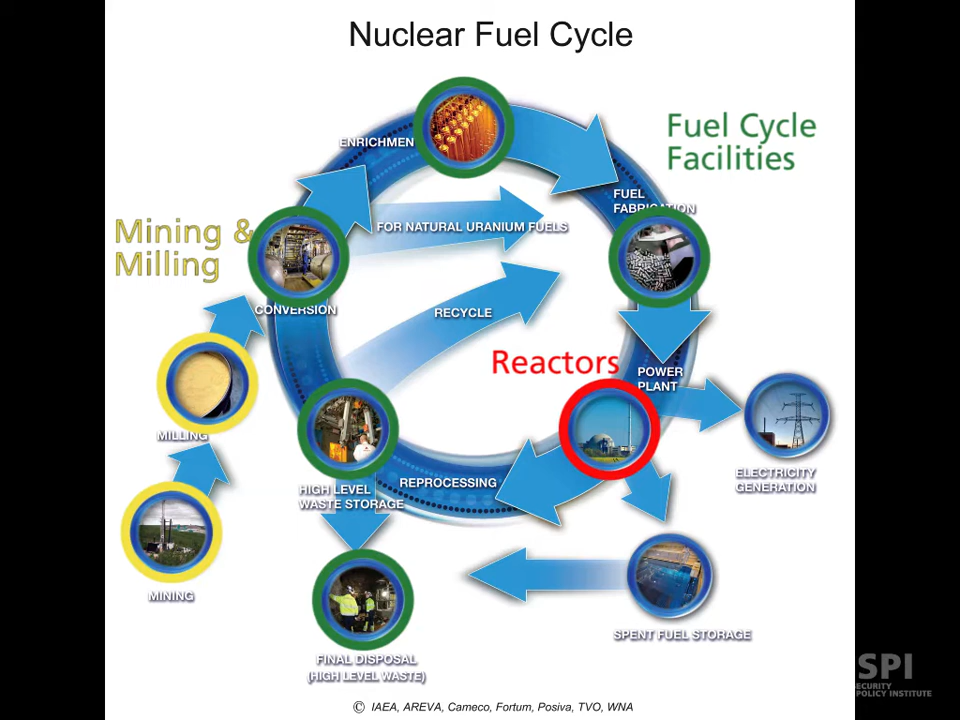 Nuclear Fuel Cycle
ENRICHMEN
Fuel Cycle
Facilities
FUEL
FABRICATION
Mining &
Milling
FOR NATURAL URANIUM FUELS
CONVERSION
RECYCLE
Reactors
POWER
PLANT
MILLING
ELECTRICITY
GENERATION
HIGH LEVEL
WASTE STORAGE
REPROCESSING
MINING
SPENT FUEL STORAGE
FINAL DISPOSAL
(HIGH LEVEL WASTE)
SPI
ECURITY
POLICY INSTITUTE
© IAEA, AREVA, Cameco, Fortum, Posiva, TVO, WNA